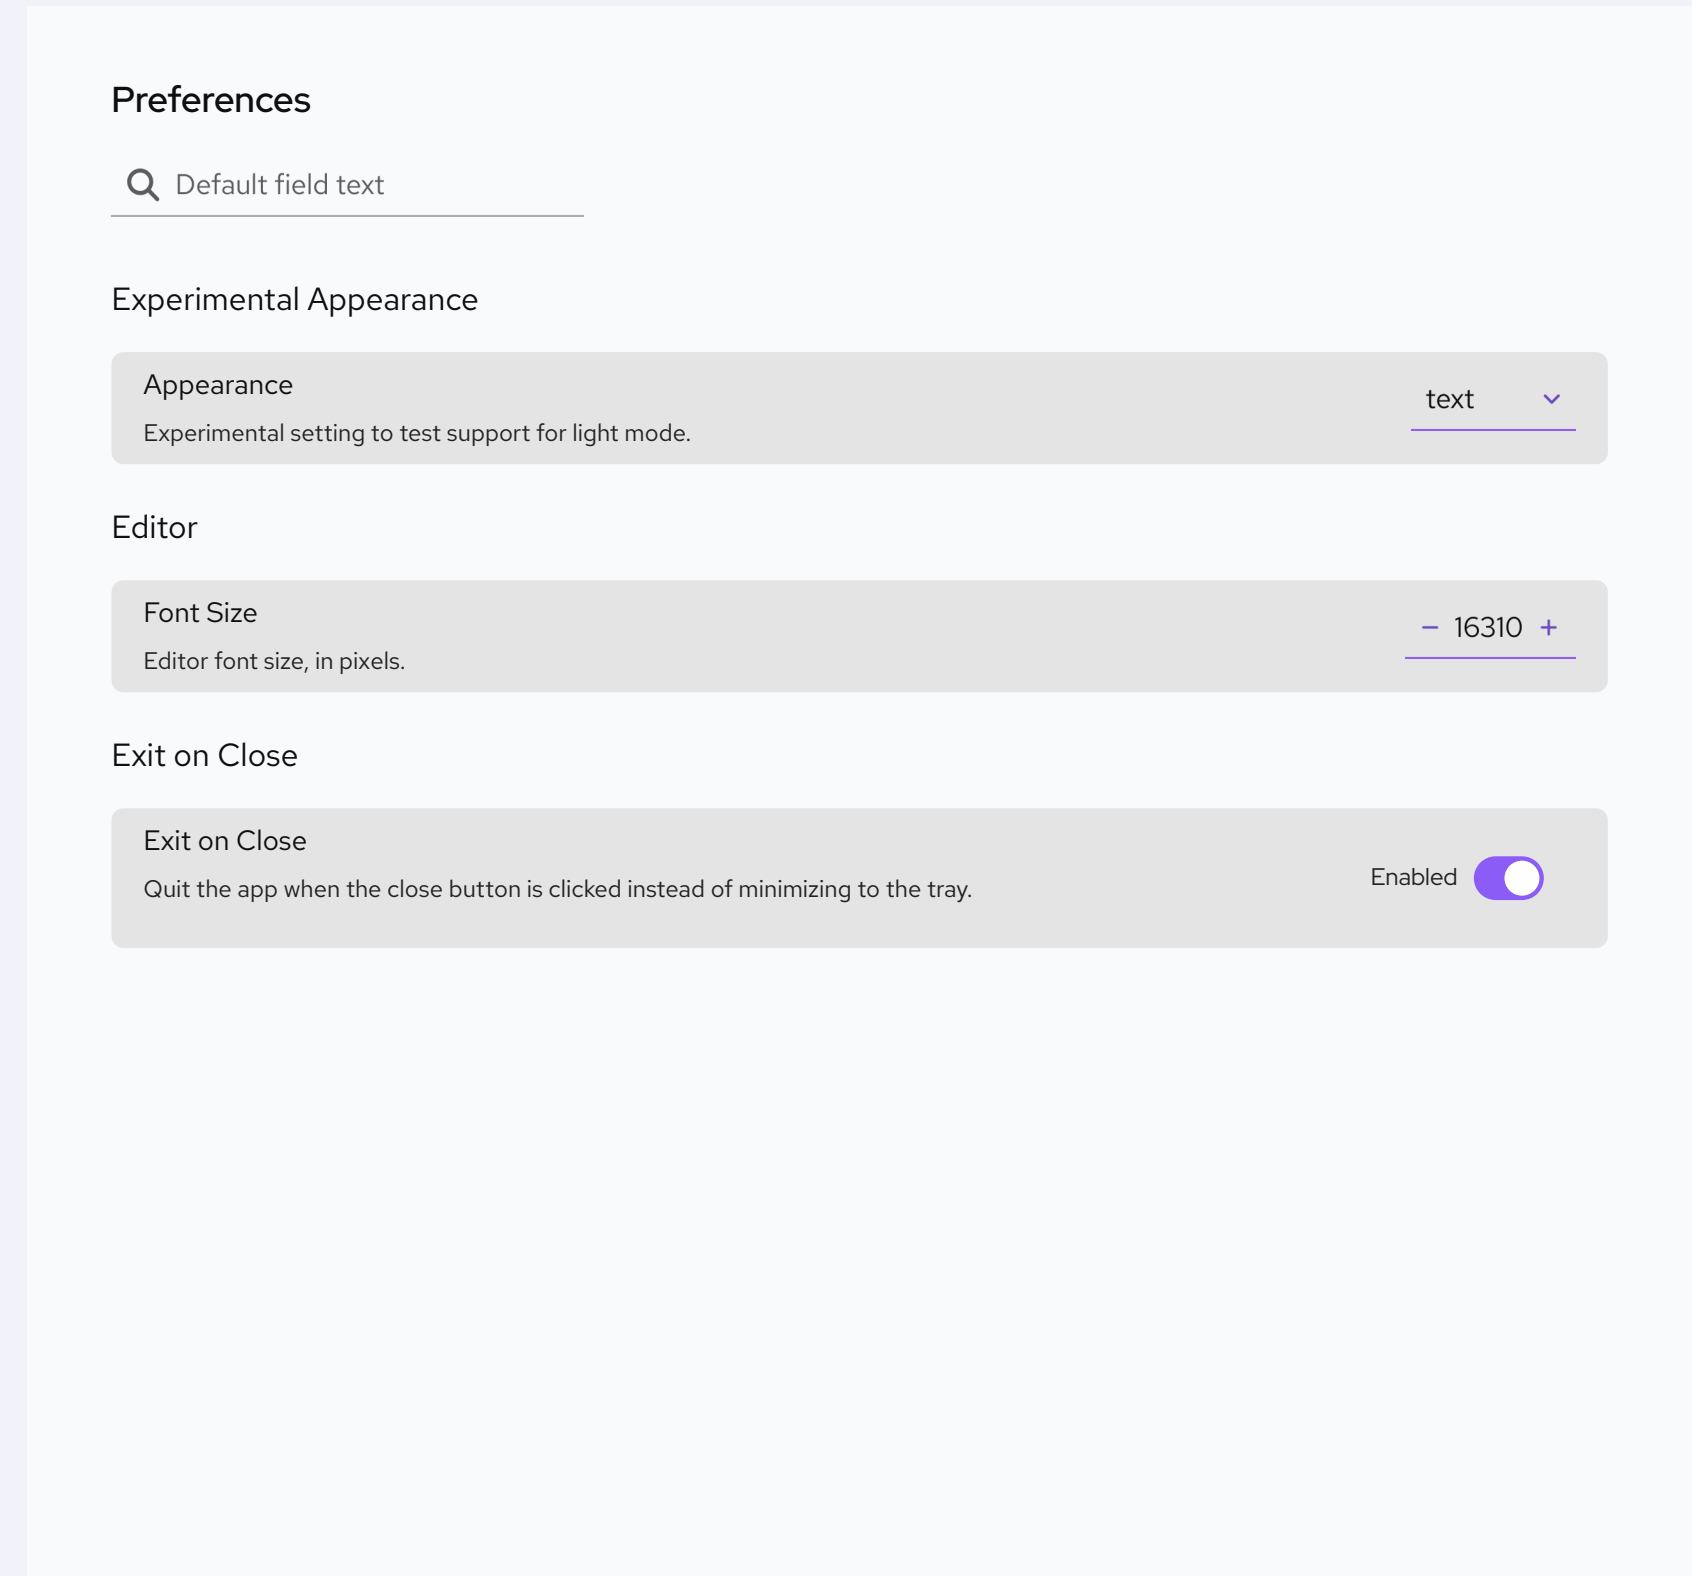 Preferences
Default field text
Experimental Appearance
Appearance
text
Experimental setting to test support for light mode.
Editor
Font Size
− 16310 +
Editor font size, in pixels.
Exit on Close
Exit on Close
Enabled
Quit the app when the close button is clicked instead of minimizing to the tray.